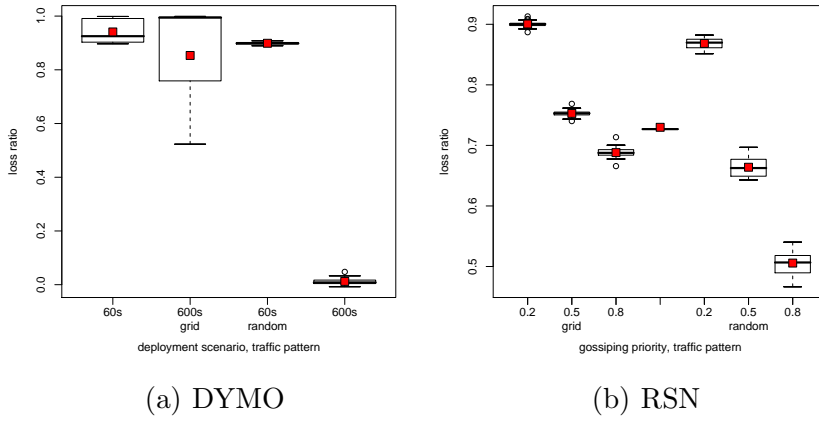 1.0
0.8
0.6
0.4
0.2
0.0
loss ratio
60s 600s 60s 600s
grid random
deployment scenario, traffic pattern
(a) DYMO
0.9
0.8
0.7
0.6
0.5
loss ratio
0.2 0.5 0.8 0.2 0.5 0.8
grid random
gossiping priority, traffic pattern
(b) RSN